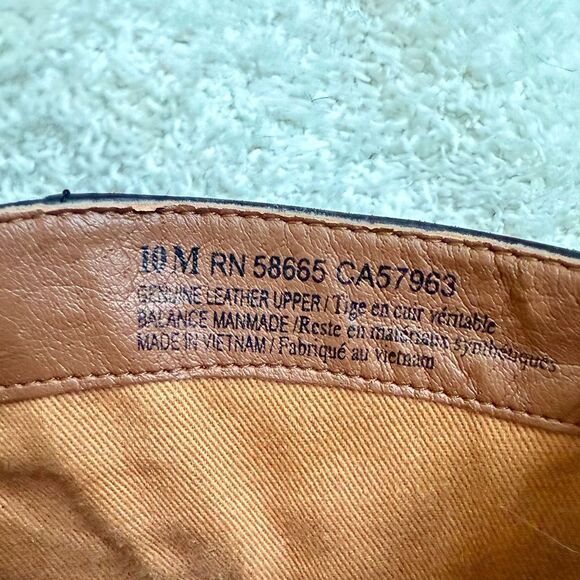 10 M RN 58665 CA57963
GENUINE LEATHER UPPER / Tige en cuir véritable
BALANCE MANMADE / Reste en matériaux synthétiques
MADE IN VIETNAM / Fabriqué au vietnam